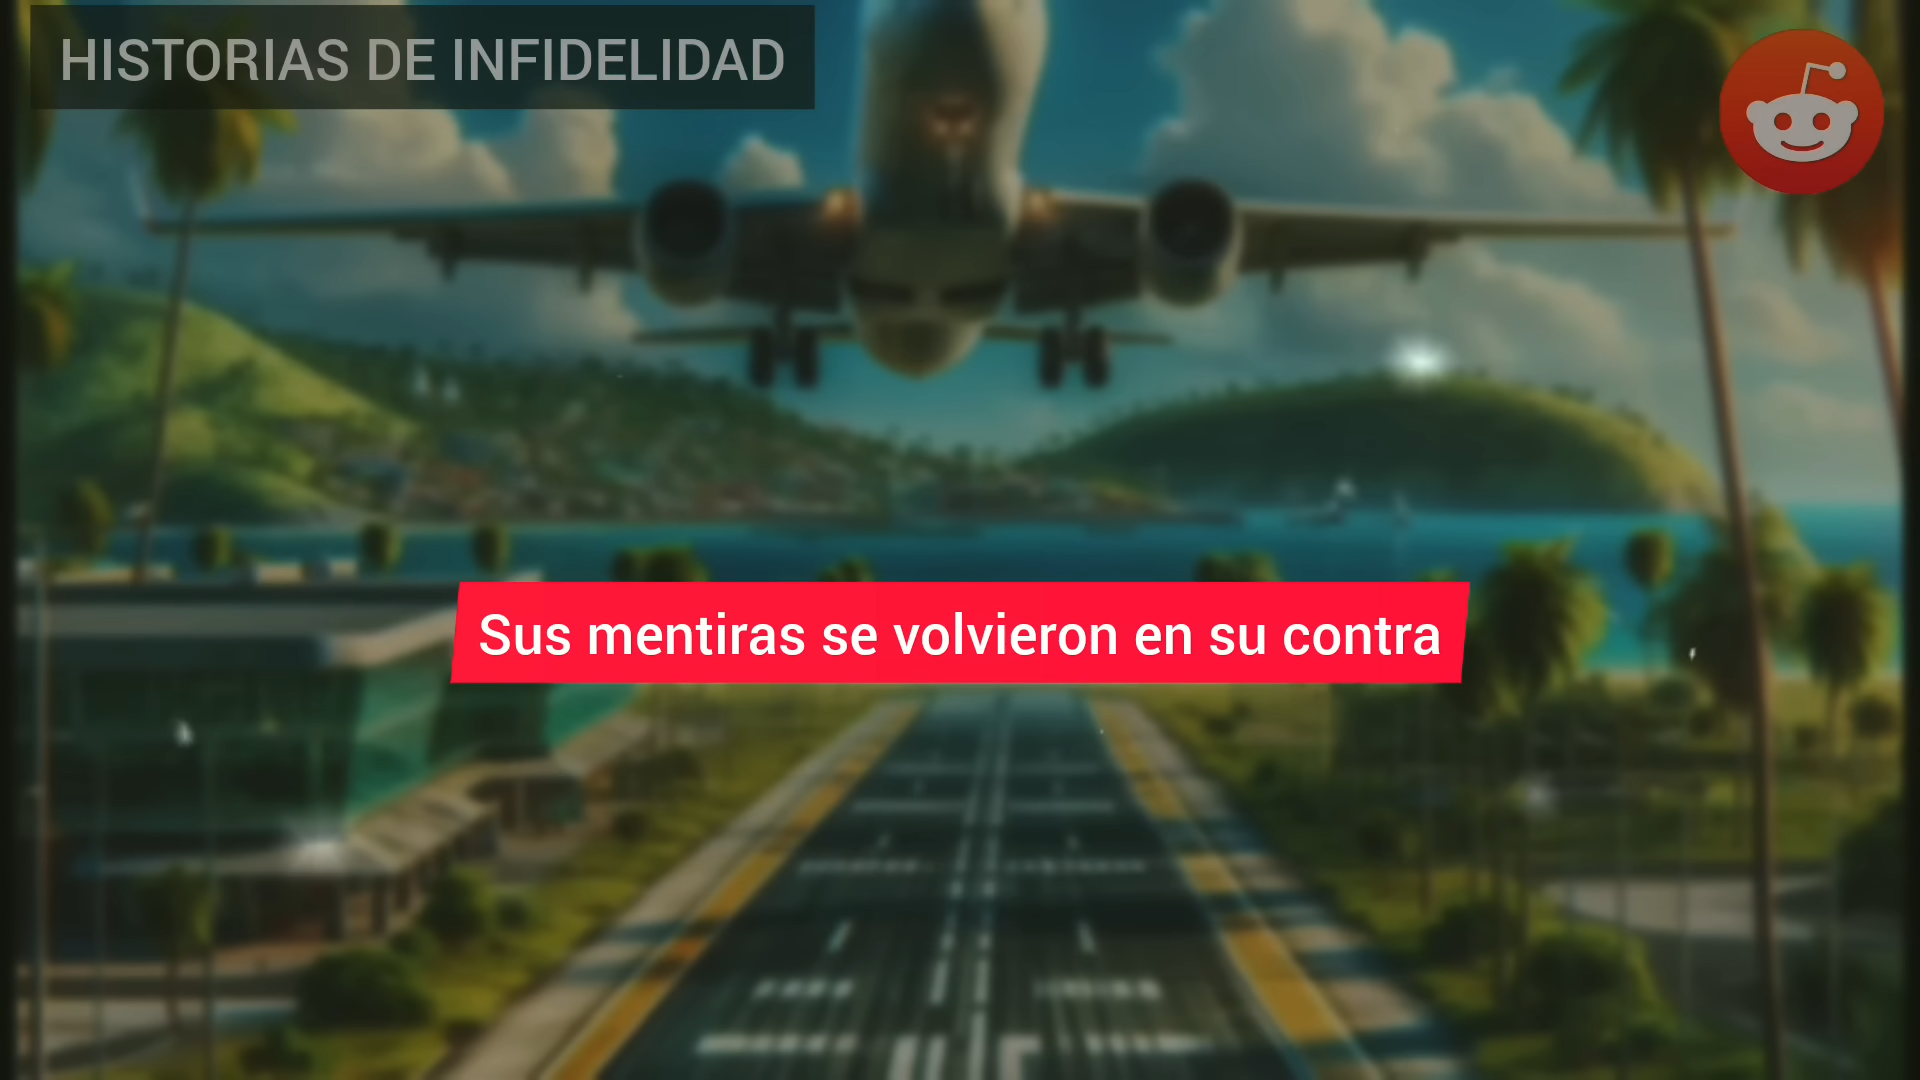 HISTORIAS DE INFIDELIDAD
Sus mentiras se volvieron en su contra